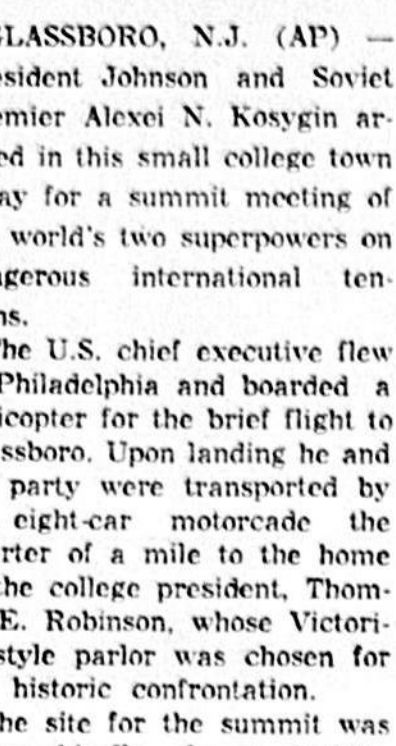 GLASSBORO, N.J. (AP) —
esident Johnson and Soviet
emier Alexei N. Kosygin ar-
ed in this small college town
ay for a summit meeting of
world's two superpowers on
ngerous international ten-
ns.
he U.S. chief executive flew
Philadelphia and boarded a
icopter for the brief flight to
ssboro. Upon landing he and
party were transported by
eight-car motorcade the
rter of a mile to the home
the college president, Thom-
E. Robinson, whose Victori-
style parlor was chosen for
historic confrontation.
he site for the summit was